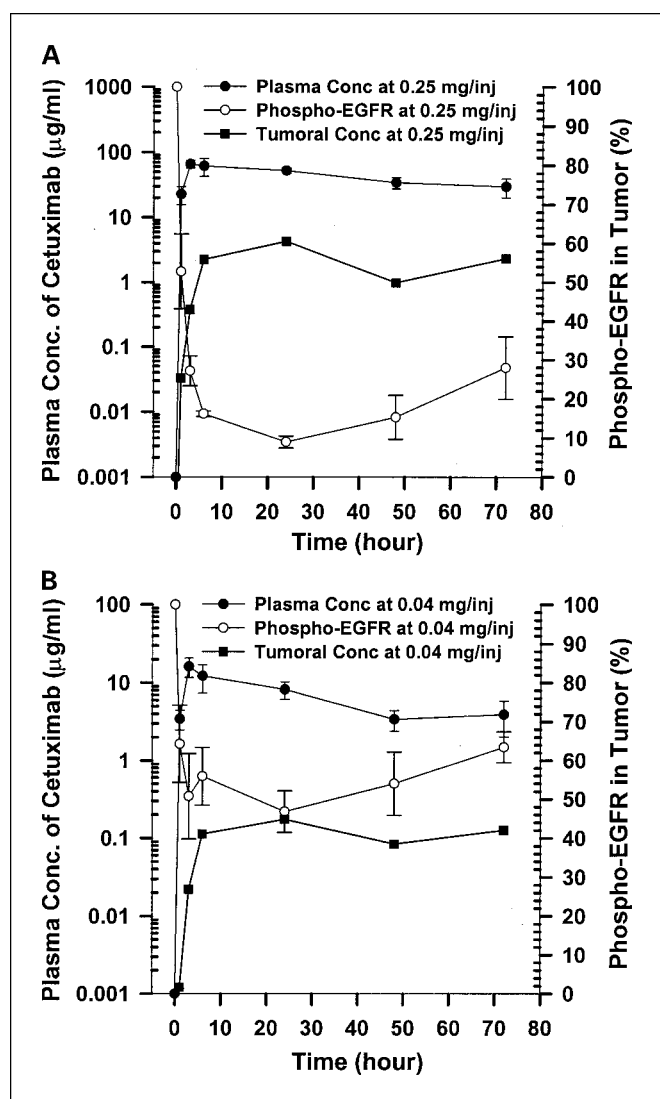 A
Plasma Conc. of Cetuximab (μg/ml)
1000
100
10
1
0.1
0.01
0.001
Plasma Conc at 0.25 mg/inj
Phospho-EGFR at 0.25 mg/inj
Tumoral Conc at 0.25 mg/inj
100
90
80
70
60
50
40
30
20
10
0
Phospho-EGFR in Tumor (%)
0 10 20 30 40 50 60 70 80
Time (hour)
B
Plasma Conc. of Cetuximab (μg/ml)
100
10
1
0.1
0.01
0.001
Plasma Conc at 0.04 mg/inj
Phospho-EGFR at 0.04 mg/inj
Tumoral Conc at 0.04 mg/inj
100
90
80
70
60
50
40
30
20
10
0
Phospho-EGFR in Tumor (%)
0 10 20 30 40 50 60 70 80
Time (hour)